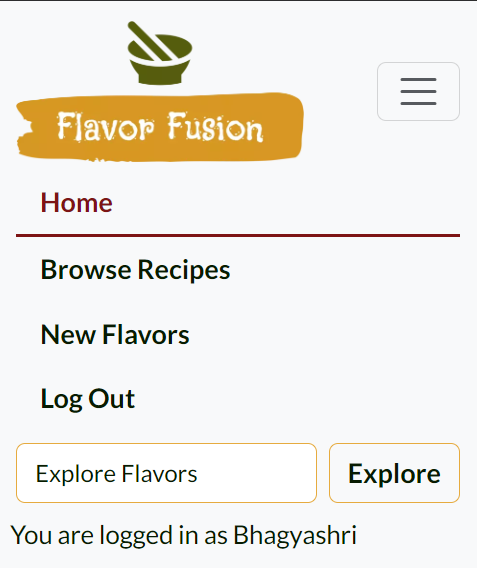 Flavor Fusion
Home
Browse Recipes
New Flavors
Log Out
Explore Flavors
Explore
You are logged in as Bhagyashri